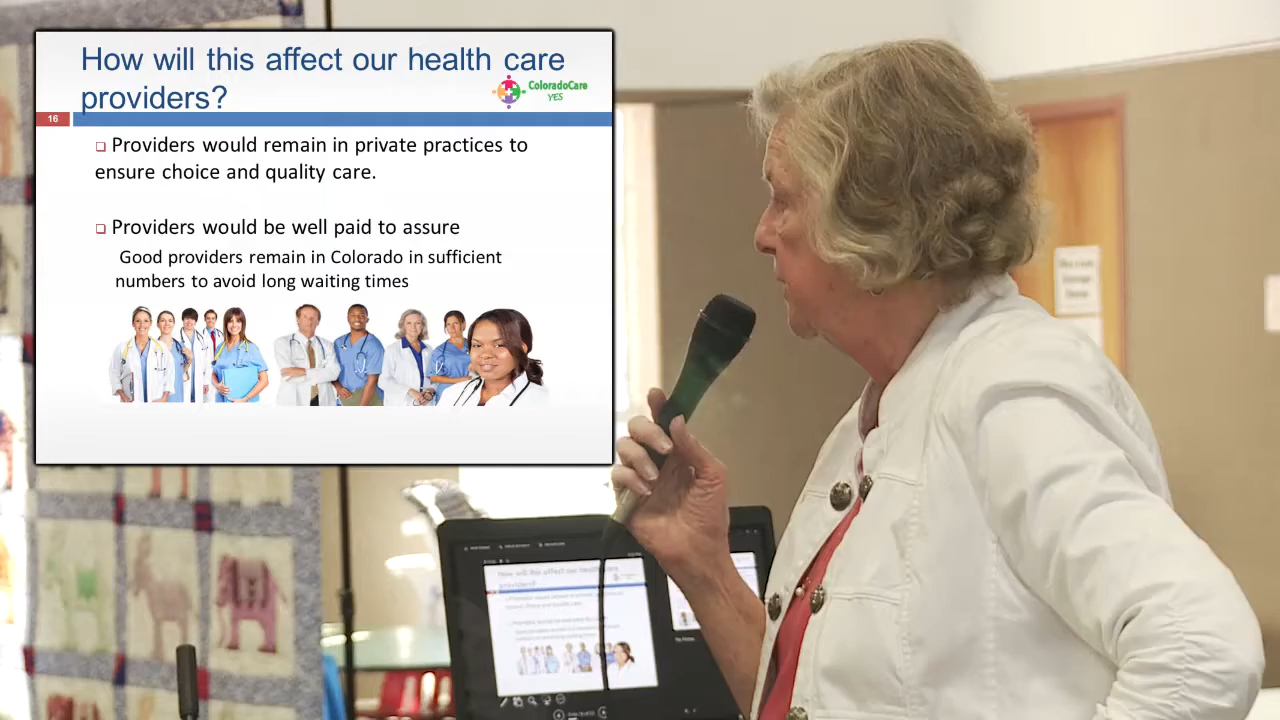 How will this affect our health care
providers?
ColoradoCare
YES
16
❑ Providers would remain in private practices to
ensure choice and quality care.
❑ Providers would be well paid to assure
Good providers remain in Colorado in sufficient
numbers to avoid long waiting times